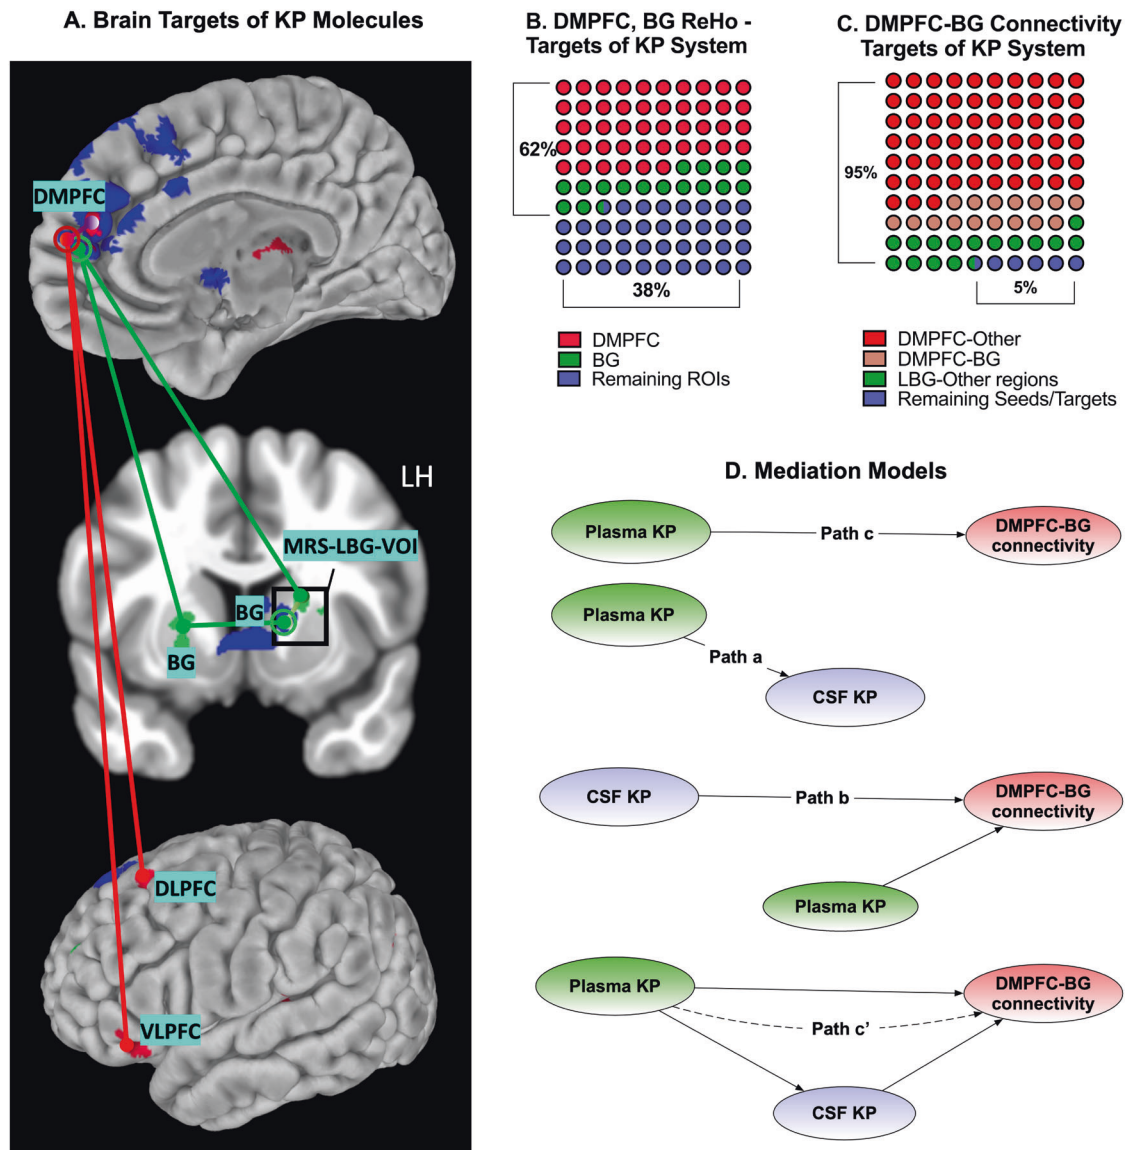 A. Brain Targets of KP Molecules
DMPFC
LH
MRS-LBG-VOI
BG
BG
DLPFC
VLPFC
B. DMPFC, BG ReHo -
Targets of KP System
62%
38%
DMPFC
BG
Remaining ROIs
C. DMPFC-BG Connectivity
Targets of KP System
95%
5%
DMPFC-Other
DMPFC-BG
LBG-Other regions
Remaining Seeds/Targets
D. Mediation Models
Plasma KP
Path c
DMPFC-BG
connectivity
Plasma KP
Path a
CSF KP
CSF KP
Path b
DMPFC-BG
connectivity
Plasma KP
Plasma KP
DMPFC-BG
connectivity
Path c'
CSF KP